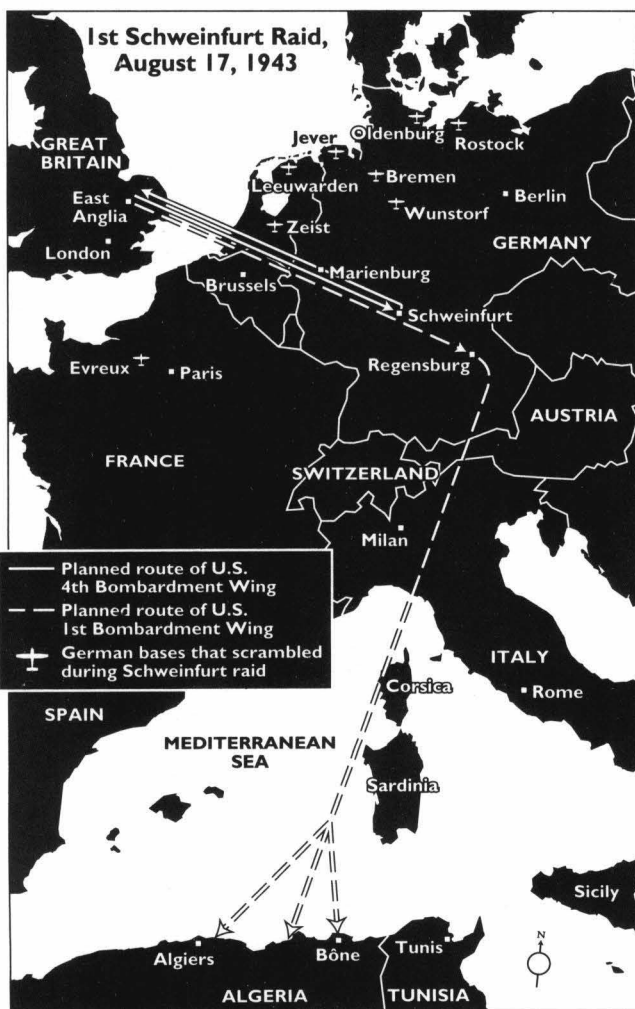 1st Schweinfurt Raid,
August 17, 1943
GREAT
BRITAIN
Jever
Oldenburg
Rostock
Leeuwarden
Bremen
Berlin
East
Anglia
Zeist
Wunstorf
London
GERMANY
Brussels
Marienburg
Schweinfurt
Evreux
Paris
Regensburg
AUSTRIA
FRANCE
SWITZERLAND
Milan
Planned route of U.S.
4th Bombardment Wing
Planned route of U.S.
1st Bombardment Wing
German bases that scrambled
during Schweinfurt raid
ITALY
Corsica
Rome
SPAIN
MEDITERRANEAN
SEA
Sardinia
Sicily
Algiers
Bône
Tunis
N
ALGERIA
TUNISIA